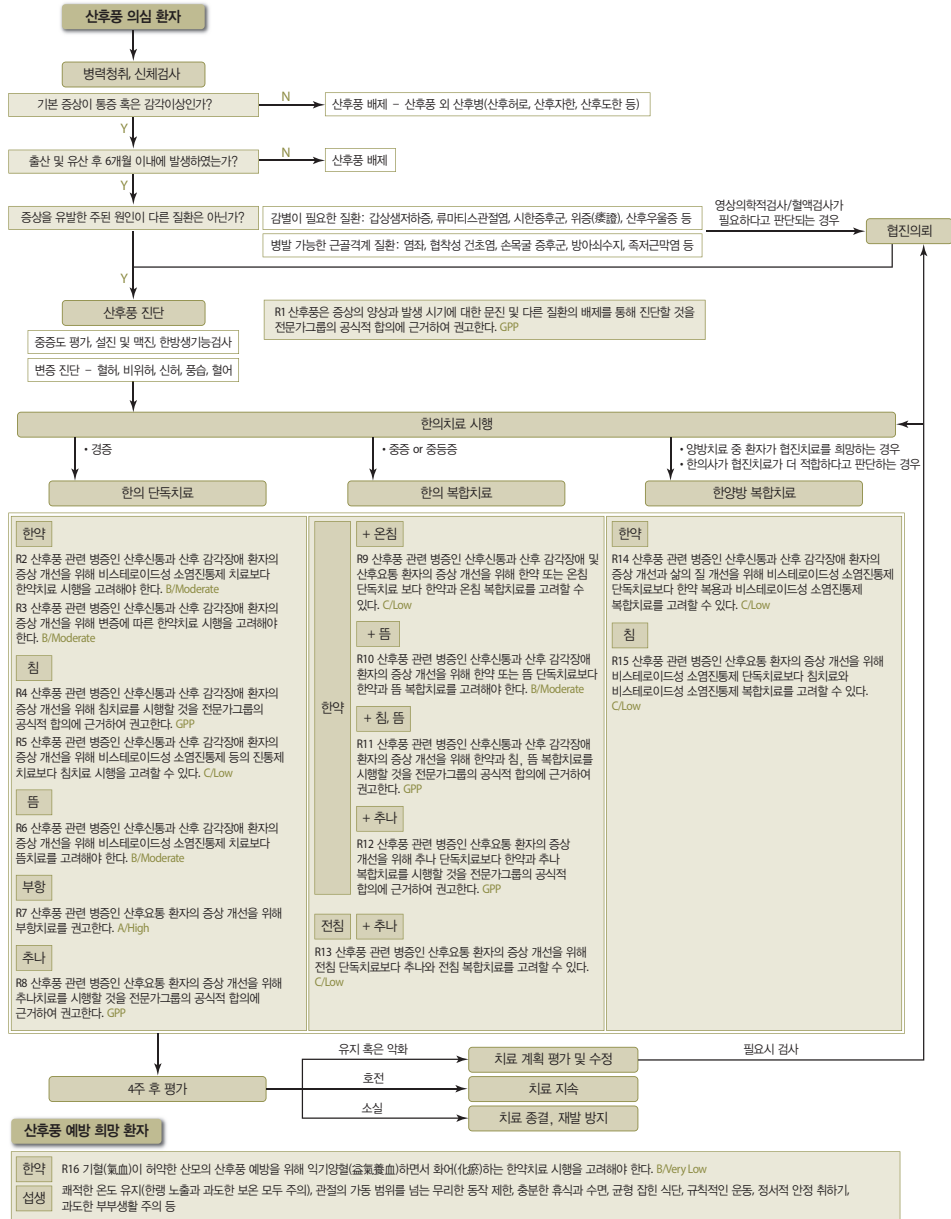 산후풍 의심 환자
병력청취, 신체검사
기본 증상이 통증 혹은 감각이상인가?
N
산후풍 배제 – 산후풍 외 산후병(산후허로, 산후자한, 산후도한 등)
Y
출산 및 유산 후 6개월 이내에 발생하였는가?
N
산후풍 배제
Y
증상을 유발한 주된 원인이 다른 질환은 아닌가?
감별이 필요한 질환: 갑상샘저하증, 류마티스관절염, 시한증후군, 위증(痿證), 산후우울증 등
병발 가능한 근골격계 질환: 염좌, 협착성 건초염, 손목굴 증후군, 방아쇠수지, 족저근막염 등
영상의학적검사/혈액검사가
필요하다고 판단되는 경우
협진의뢰
Y
산후풍 진단
중증도 평가, 설진 및 맥진, 한방생기능검사
변증 진단 – 혈허, 비위허, 신허, 풍습, 혈어
R1 산후풍은 증상의 양상과 발생 시기에 대한 문진 및 다른 질환의 배제를 통해 진단할 것을
전문가그룹의 공식적 합의에 근거하여 권고한다. GPP
한의치료 시행
• 경증
• 중증 or 중등증
• 양방치료 중 환자가 협진치료를 희망하는 경우
• 한의사가 협진치료가 더 적합하다고 판단하는 경우
한의 단독치료
한의 복합치료
한양방 복합치료
한약
R2 산후풍 관련 병증인 산후신통과 산후 감각장애 환자의
증상 개선을 위해 비스테로이드성 소염진통제 치료보다
한약치료 시행을 고려해야 한다. B/Moderate
R3 산후풍 관련 병증인 산후신통과 산후 감각장애 환자의
증상 개선을 위해 변증에 따른 한약치료 시행을 고려해야
한다. B/Moderate
침
R4 산후풍 관련 병증인 산후신통과 산후 감각장애 환자의
증상 개선을 위해 침치료를 시행할 것을 전문가그룹의
공식적 합의에 근거하여 권고한다. GPP
R5 산후풍 관련 병증인 산후신통과 산후 감각장애 환자의
증상 개선을 위해 비스테로이드성 소염진통제 등의 진통제
치료보다 침치료 시행을 고려할 수 있다. C/Low
뜸
R6 산후풍 관련 병증인 산후신통과 산후 감각장애 환자의
증상 개선을 위해 비스테로이드성 소염진통제 치료보다
뜸치료를 고려해야 한다. B/Moderate
부항
R7 산후풍 관련 병증인 산후요통 환자의 증상 개선을 위해
부항치료를 권고한다. A/High
추나
R8 산후풍 관련 병증인 산후요통 환자의 증상 개선을 위해
추나치료를 시행할 것을 전문가그룹의 공식적 합의에
근거하여 권고한다. GPP
한약
+ 온침
R9 산후풍 관련 병증인 산후신통과 산후 감각장애 및
산후요통 환자의 증상 개선을 위해 한약 또는 온침
단독치료 보다 한약과 온침 복합치료를 고려할 수
있다. C/Low
+ 뜸
R10 산후풍 관련 병증인 산후신통과 산후 감각장애
환자의 증상 개선을 위해 한약 또는 뜸 단독치료보다
한약과 뜸 복합치료를 고려해야 한다. B/Moderate
+ 침, 뜸
R11 산후풍 관련 병증인 산후신통과 산후 감각장애
환자의 증상 개선을 위해 한약과 침, 뜸 복합치료를
시행할 것을 전문가그룹의 공식적 합의에 근거하여
권고한다. GPP
+ 추나
R12 산후풍 관련 병증인 산후요통 환자의 증상
개선을 위해 추나 단독치료보다 한약과 추나
복합치료를 시행할 것을 전문가그룹의 공식적
합의에 근거하여 권고한다. GPP
전침 + 추나
R13 산후풍 관련 병증인 산후요통 환자의 증상 개선을 위해
전침 단독치료보다 추나와 전침 복합치료를 고려할 수 있다.
C/Low
한약
R14 산후풍 관련 병증인 산후신통과 산후 감각장애 환자의
증상 개선과 삶의 질 개선을 위해 비스테로이드성 소염진통제
단독치료보다 한약 복용과 비스테로이드성 소염진통제
복합치료를 고려할 수 있다. C/Low
침
R15 산후풍 관련 병증인 산후요통 환자의 증상 개선을 위해
비스테로이드성 소염진통제 단독치료보다 침치료와
비스테로이드성 소염진통제 복합치료를 고려할 수 있다.
C/Low
4주 후 평가
유지 혹은 악화
치료 계획 평가 및 수정
필요시 검사
호전
치료 지속
소실
치료 종결, 재발 방지
산후풍 예방 희망 환자
한약
R16 기혈(氣血)이 허약한 산모의 산후풍 예방을 위해 익기양혈(益氣養血)하면서 화어(化瘀)하는 한약치료 시행을 고려해야 한다. B/Very Low
섭생
쾌적한 온도 유지(한랭 노출과 과도한 보온 모두 주의), 관절의 가동 범위를 넘는 무리한 동작 제한, 충분한 휴식과 수면, 균형 잡힌 식단, 규칙적인 운동, 정서적 안정 취하기,
과도한 부부생활 주의 등